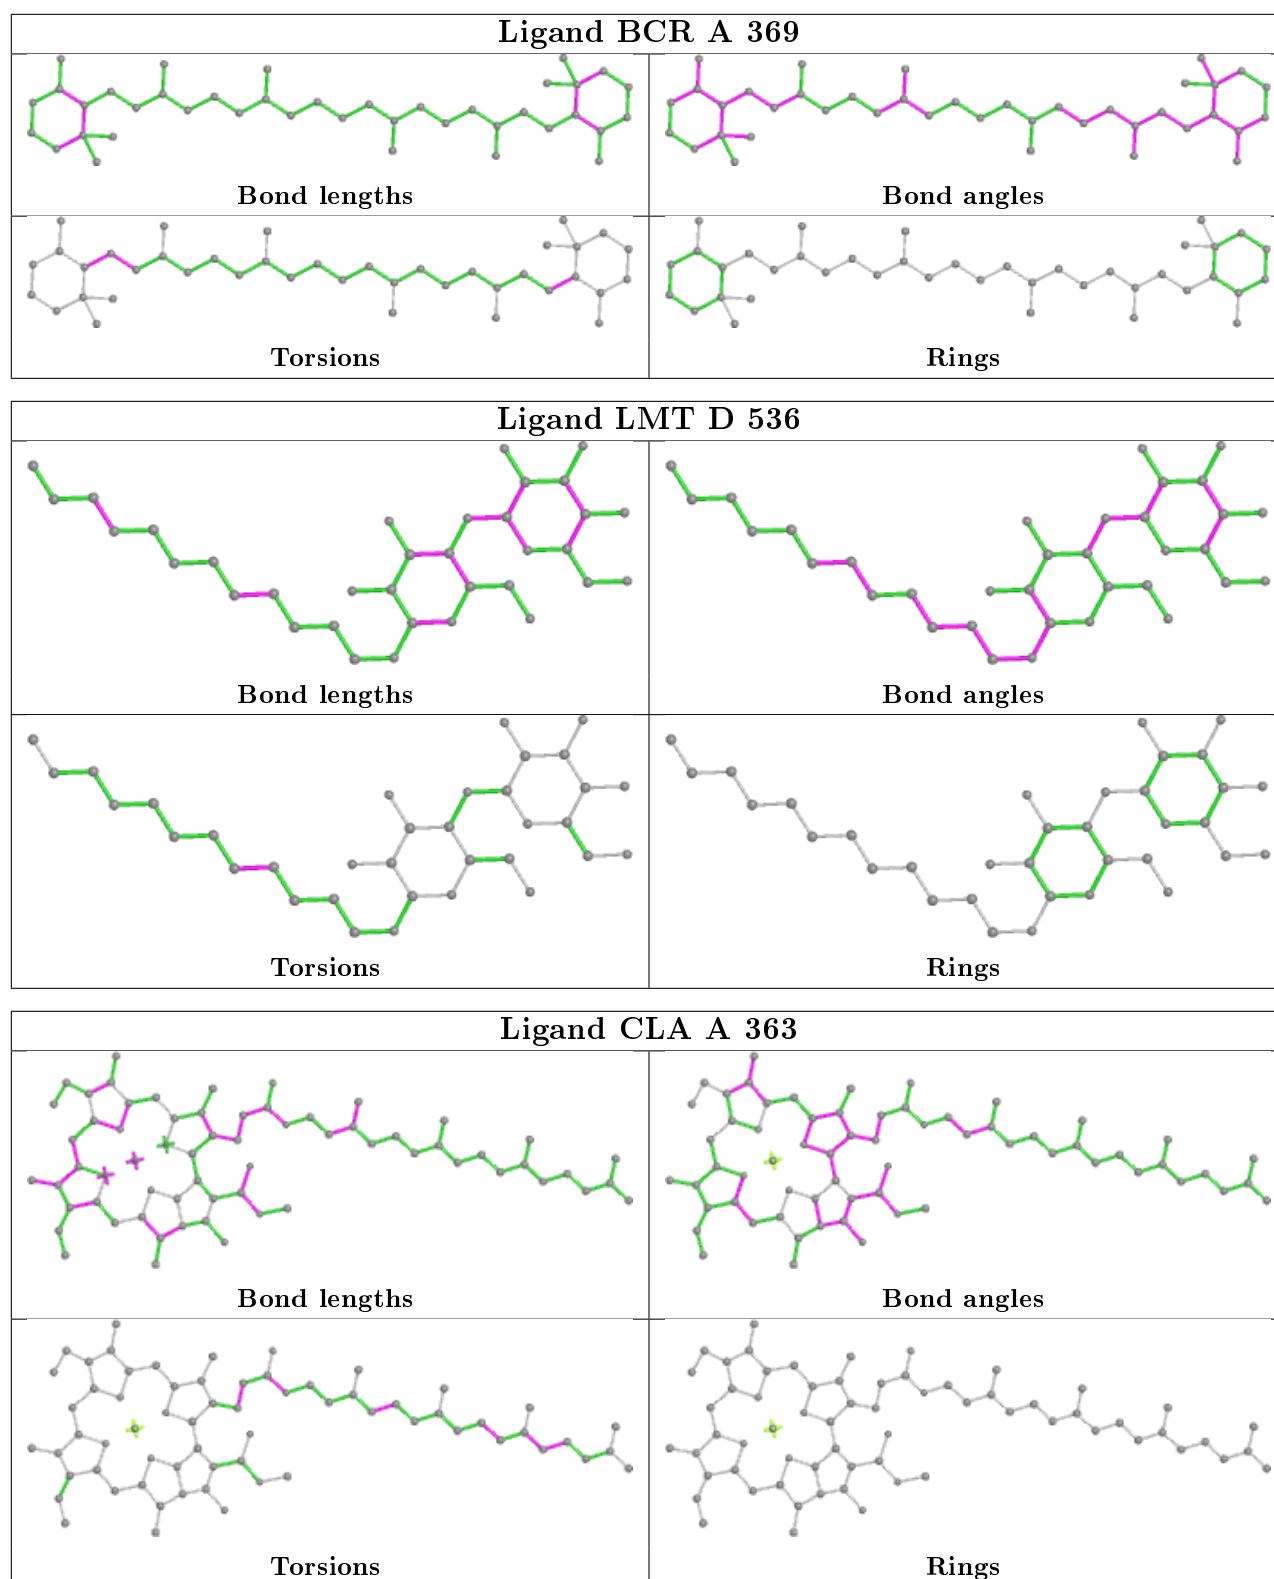 Ligand BCR A 369
Bond lengths
Bond angles
Torsions
Rings
Ligand LMT D 536
Bond lengths
Bond angles
Torsions
Rings
Ligand CLA A 363
Bond lengths
Bond angles
Torsions
Rings